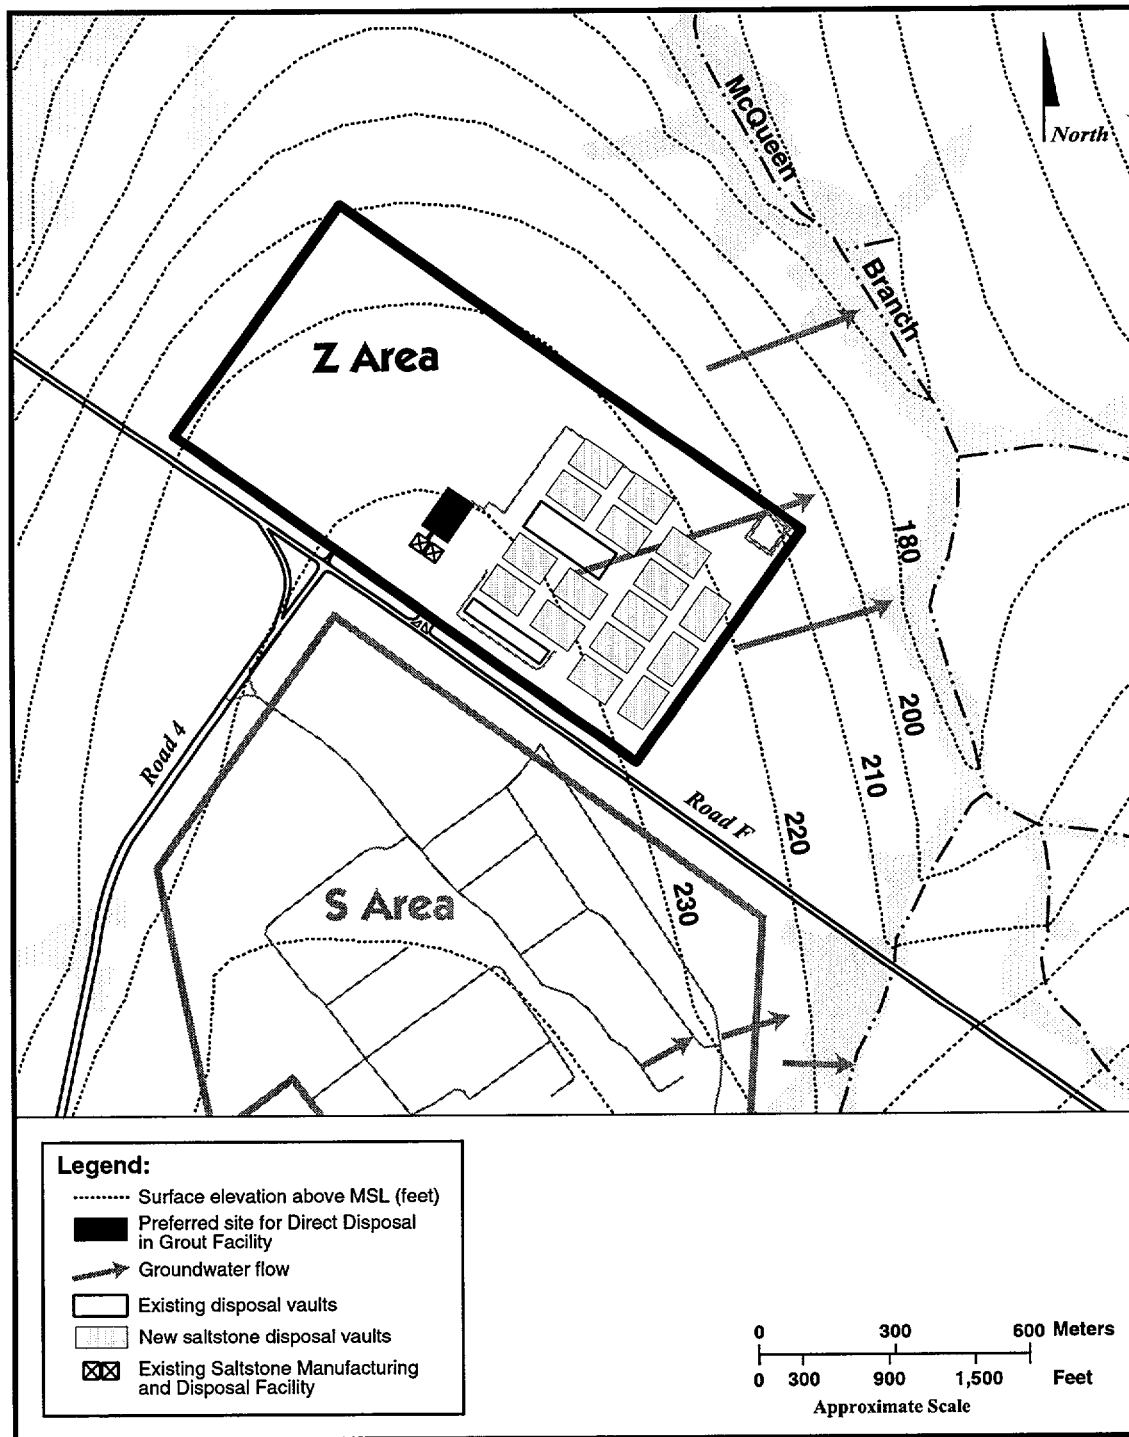 McQueen
Branch
North
Z Area
180
200
210
220
230
Road 4
Road F
S Area
Legend:
Surface elevation above MSL (feet)
Preferred site for Direct Disposal
in Grout Facility
Groundwater flow
Existing disposal vaults
New saltstone disposal vaults
Existing Saltstone Manufacturing
and Disposal Facility
0 300 600 Meters
0 300 900 1,500 Feet
Approximate Scale